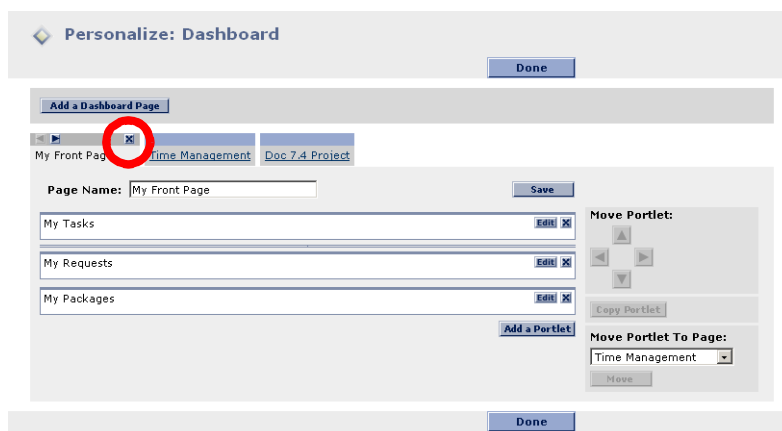 Personalize: Dashboard
Done
Add a Dashboard Page
My Front Pag
Time Management
Doc 7.4 Project
Page Name: My Front Page
Save
My Tasks
Edit
My Requests
Edit
My Packages
Edit
Add a Portlet
Move Portlet:
Copy Portlet
Move Portlet To Page:
Time Management
Move
Done